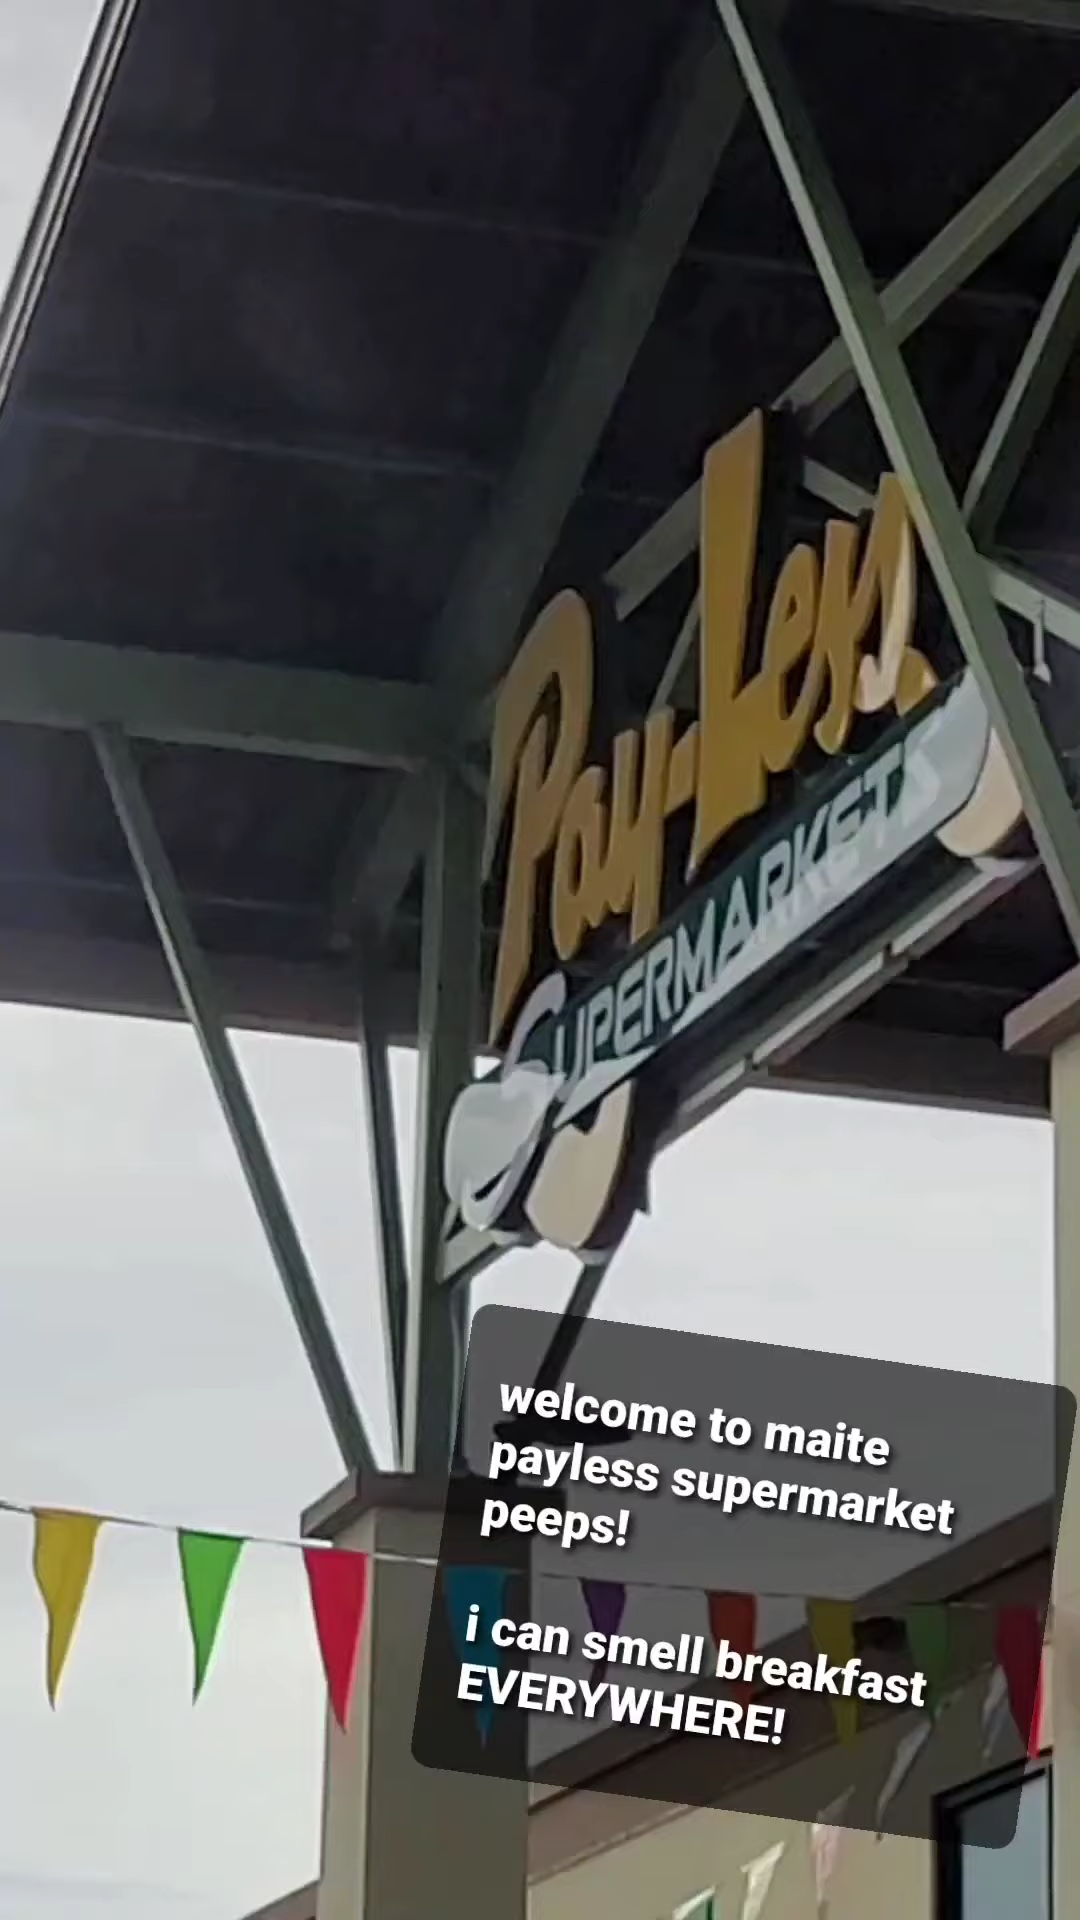 Pay-Less
SUPERMARKETS
welcome to maite
payless supermarket
peeps!
i can smell breakfast
EVERYWHERE!